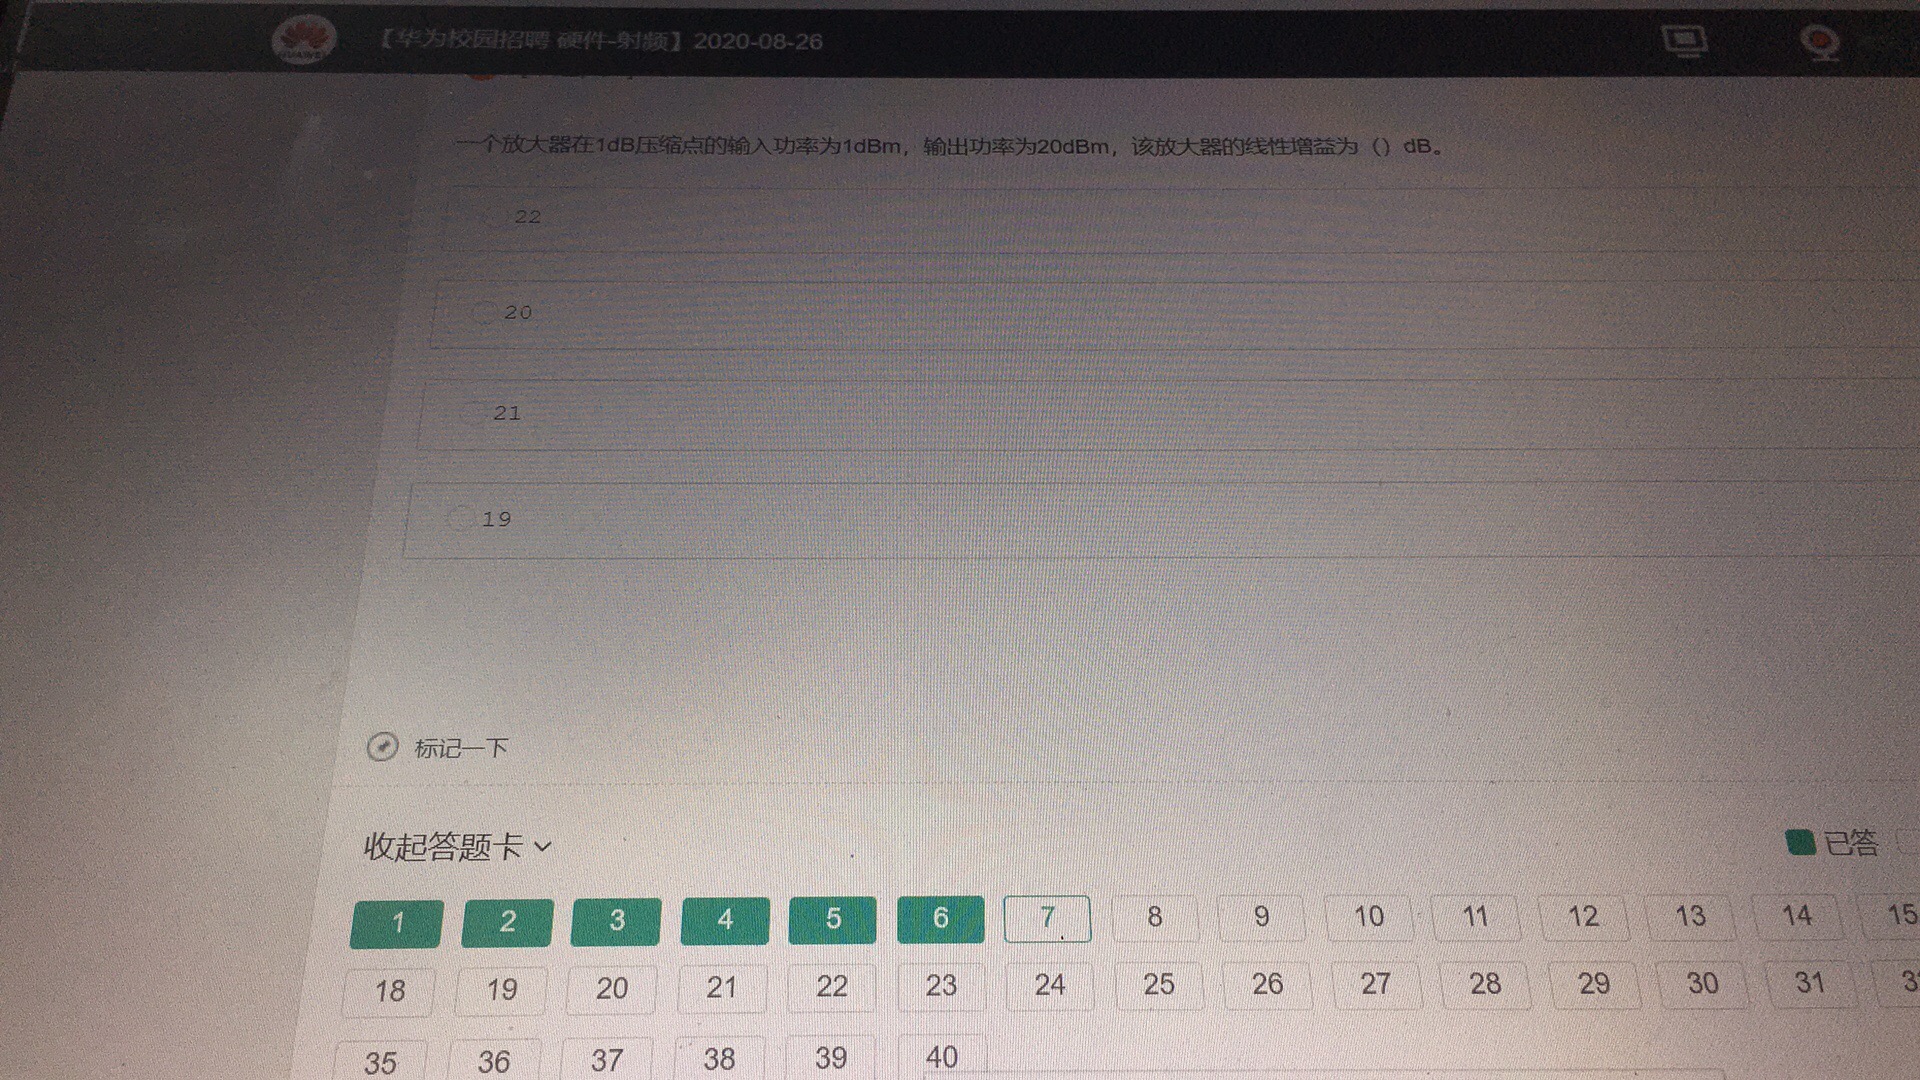 【华为校园招聘 硬件-射频】2020-08-26
一个放大器在1dB压缩点的输入功率为1dBm，输出功率为20dBm，该放大器的线性增益为（）dB。
22
20
21
19
标记一下
收起答题卡
已答
1 2 3 4 5 6 7 8 9 10 11 12 13 14 15
18 19 20 21 22 23 24 25 26 27 28 29 30 31
35 36 37 38 39 40